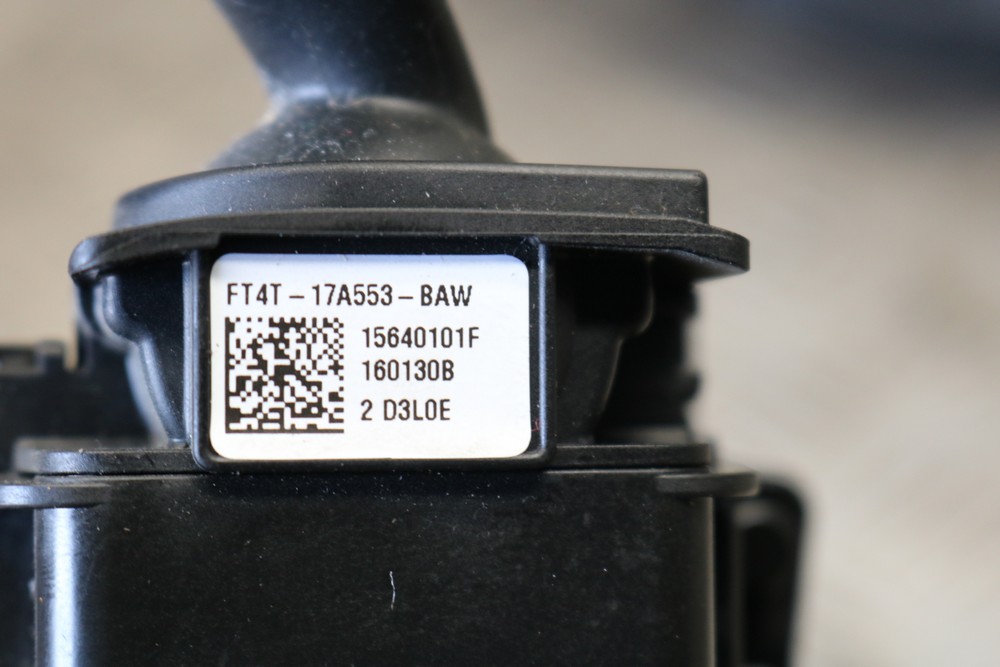 FT4T-17A553-BAW
15640101F
160130B
2 D3L0E